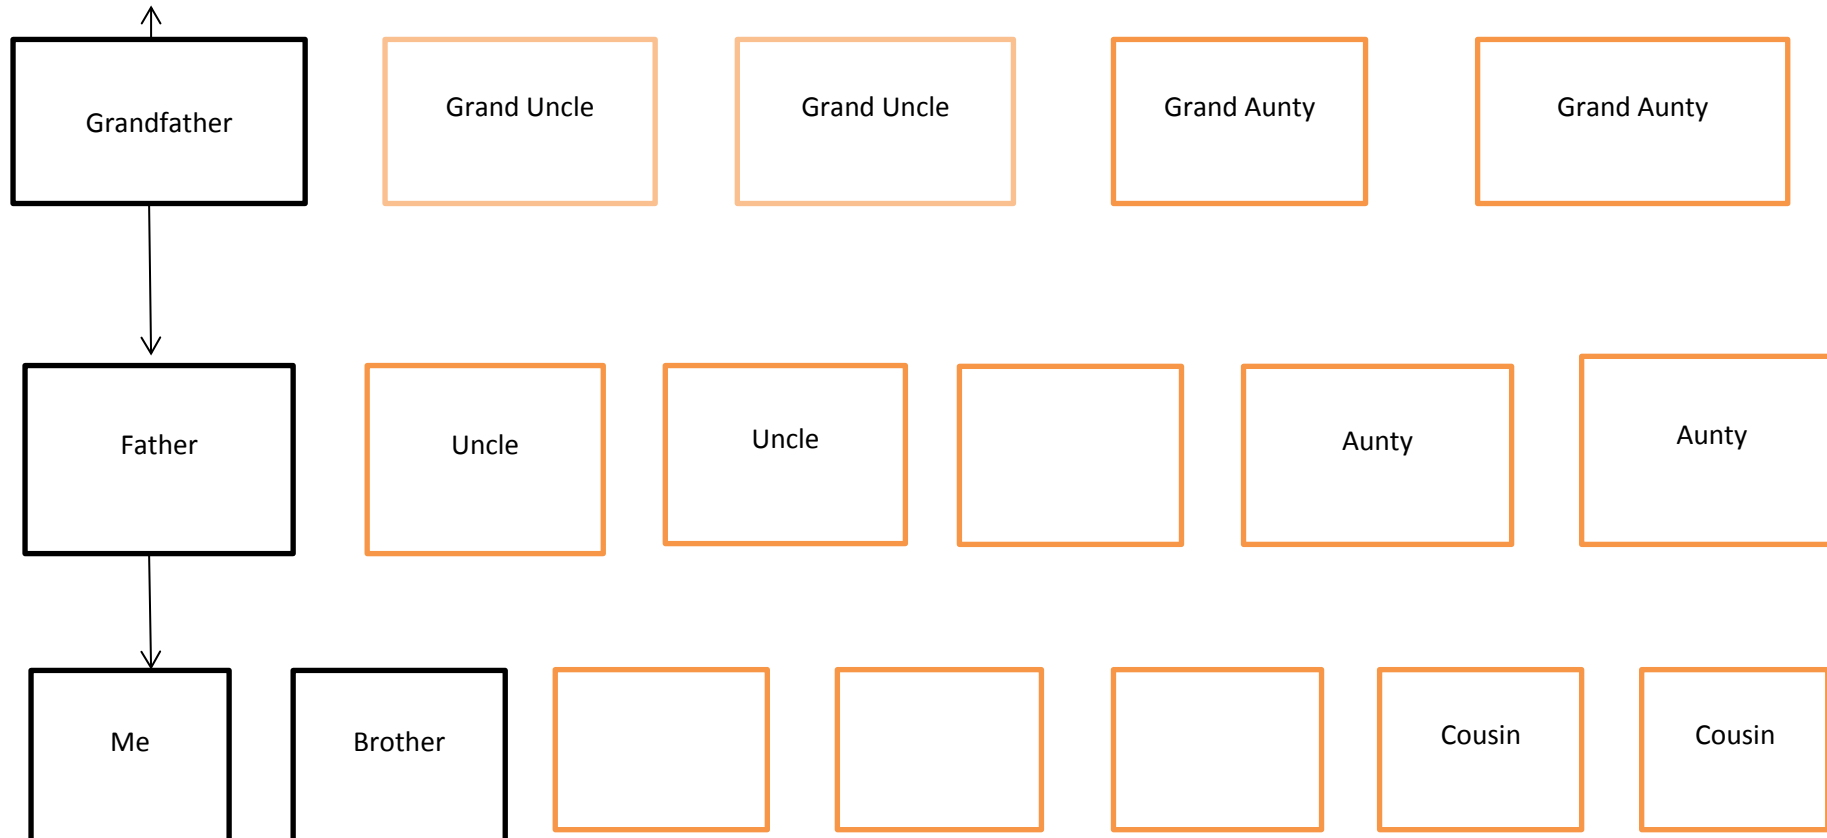 Grandfather
Grand Uncle
Grand Uncle
Grand Aunty
Grand Aunty
Father
Uncle
Uncle
Aunty
Aunty
Me
Brother
Cousin
Cousin